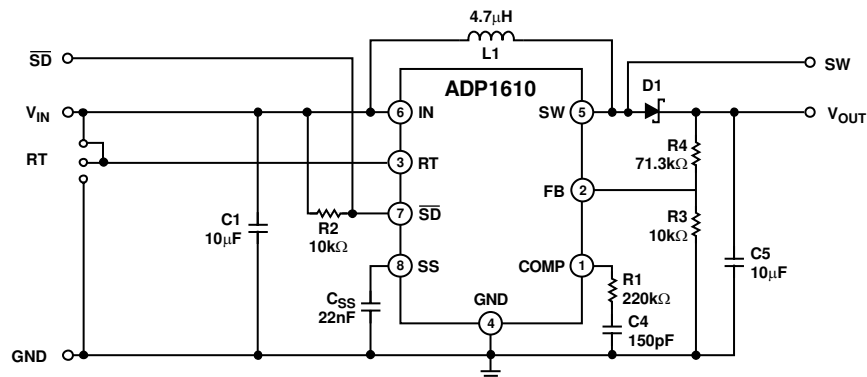 4.7μH
L1
S̅D̅
SW
ADP1610
D1
VIN
6
IN
SW
5
VOUT
R4
71.3kΩ
RT
3
RT
FB
2
C1
10μF
7
S̅D̅
R2
10kΩ
R3
10kΩ
C5
10μF
8
SS
COMP
1
CSS
22nF
GND
4
R1
220kΩ
C4
150pF
GND